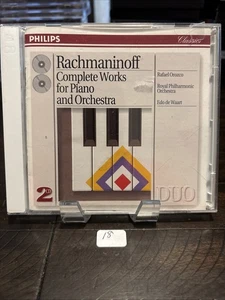 PHILIPS
Classics
Rachmaninoff
Complete Works
for Piano
and Orchestra
Rafael Orozco
Royal Philharmonic
Orchestra
Edo de Waart
2
DUO
18